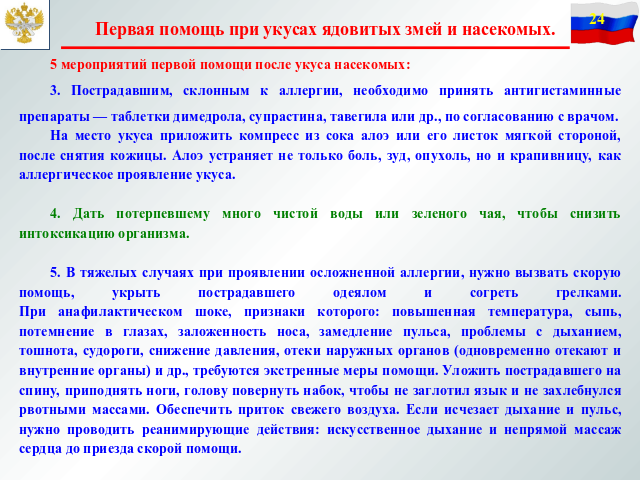 24
Первая помощь при укусах ядовитых змей и насекомых.
5 мероприятий первой помощи после укуса насекомых:
3. Пострадавшим, склонным к аллергии, необходимо принять антигистаминные
препараты — таблетки димедрола, супрастина, тавегила или др., по согласованию с врачом.
На место укуса приложить компресс из сока алоэ или его листок мягкой стороной,
после снятия кожицы. Алоэ устраняет не только боль, зуд, опухоль, но и крапивницу, как
аллергическое проявление укуса.
4. Дать потерпевшему много чистой воды или зеленого чая, чтобы снизить
интоксикацию организма.
5. В тяжелых случаях при проявлении осложненной аллергии, нужно вызвать скорую
помощь, укрыть пострадавшего одеялом и согреть грелками.
При анафилактическом шоке, признаки которого: повышенная температура, сыпь,
потемнение в глазах, заложенность носа, замедление пульса, проблемы с дыханием,
тошнота, судороги, снижение давления, отеки наружных органов (одновременно отекают и
внутренние органы) и др., требуются экстренные меры помощи. Уложить пострадавшего на
спину, приподнять ноги, голову повернуть набок, чтобы не заглотил язык и не захлебнулся
рвотными массами. Обеспечить приток свежего воздуха. Если исчезает дыхание и пульс,
нужно проводить реанимирующие действия: искусственное дыхание и непрямой массаж
сердца до приезда скорой помощи.